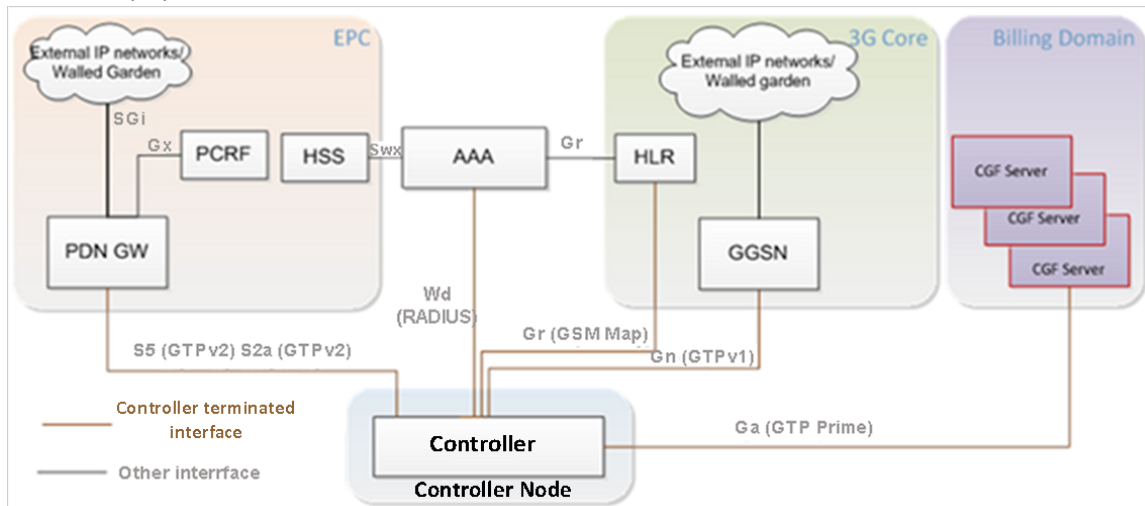 EPC
3G Core
Billing Domain
External IP networks/
Walled Garden
External IP networks/
Walled garden
SGi
Gx
PCRF
HSS
Swx
AAA
Gr
HLR
CGF Server
CGF Server
CGF Server
PDN GW
GGSN
Wd
(RADIUS)
Gr (GSM Map)
S5 (GTPv2) S2a (GTPv2)
Gn (GTPv1)
Controller terminated
interface
Ga (GTP Prime)
Controller
Other interrface
Controller Node